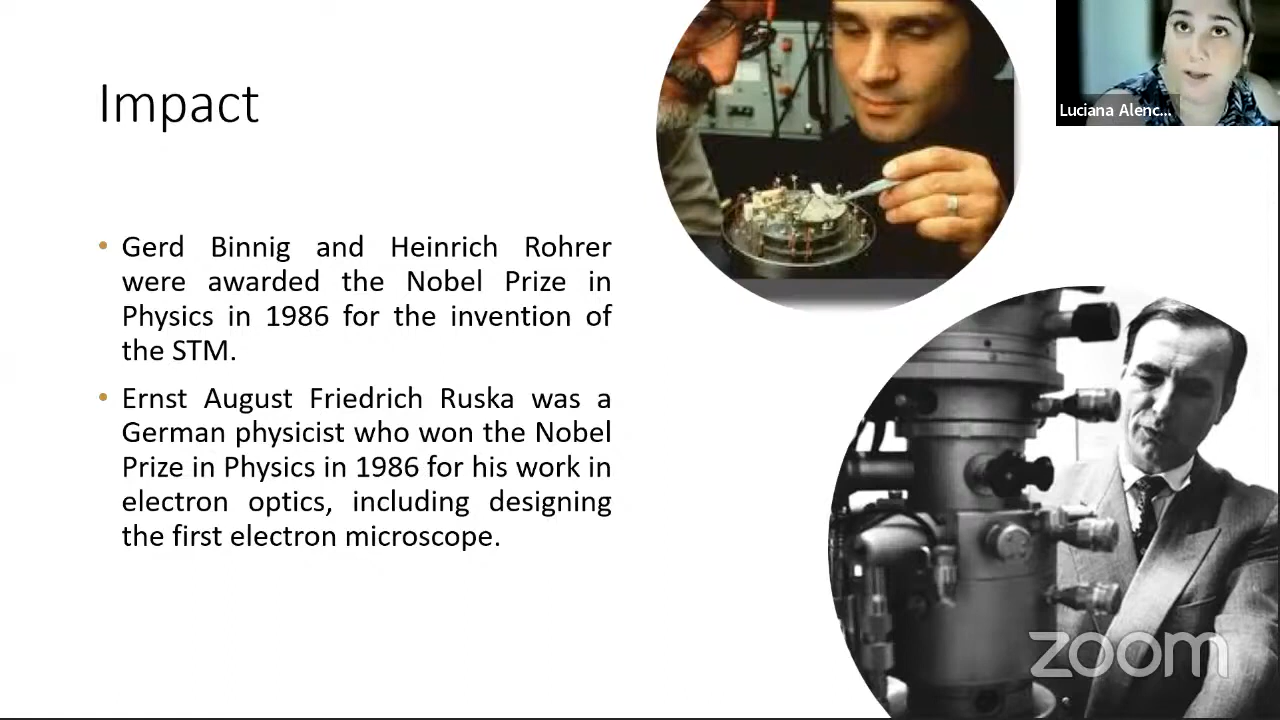 Impact
Luciana Alenc...
• Gerd Binnig and Heinrich Rohrer
were awarded the Nobel Prize in
Physics in 1986 for the invention of
the STM.
• Ernst August Friedrich Ruska was a
German physicist who won the Nobel
Prize in Physics in 1986 for his work in
electron optics, including designing
the first electron microscope.
zoom